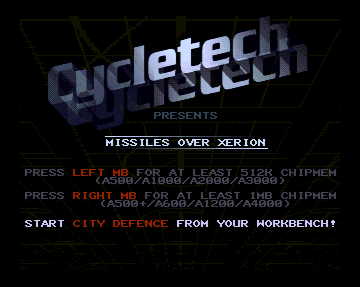 Cycletech
PRESENTS
MISSILES OVER XERION
PRESS LEFT MB FOR AT LEAST 512K CHIPMEM
(A500/A1000/A2000/A3000)
PRESS RIGHT MB FOR AT LEAST 1MB CHIPMEM
(A500+/A600/A1200/A4000)
START CITY DEFENCE FROM YOUR WORKBENCH!